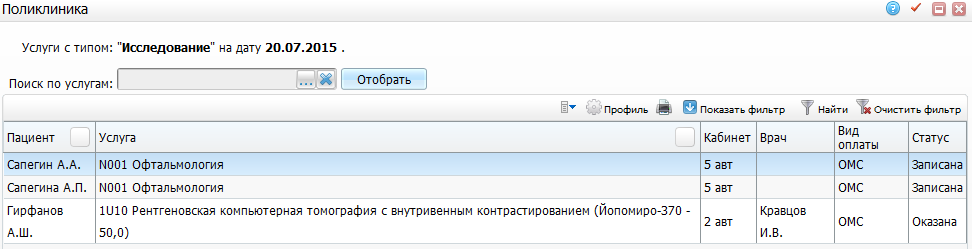 Поликлиника
Услуги с типом: "Исследование" на дату 20.07.2015 .
Поиск по услугам: ... Отобрать
Профиль Показать фильтр Найти Очистить фильтр
Пациент Услуга Кабинет Врач Вид оплаты Статус
Сапегин А.А. N001 Офтальмология 5 авт ОМС Записана
Сапегина А.П. N001 Офтальмология 5 авт ОМС Записана
Гирфанов А.Ш. 1U10 Рентгеновская компьютерная томография с внутривенным контрастированием (Йопомиро-370 - 50,0) 2 авт Кравцов И.В. ОМС Оказана